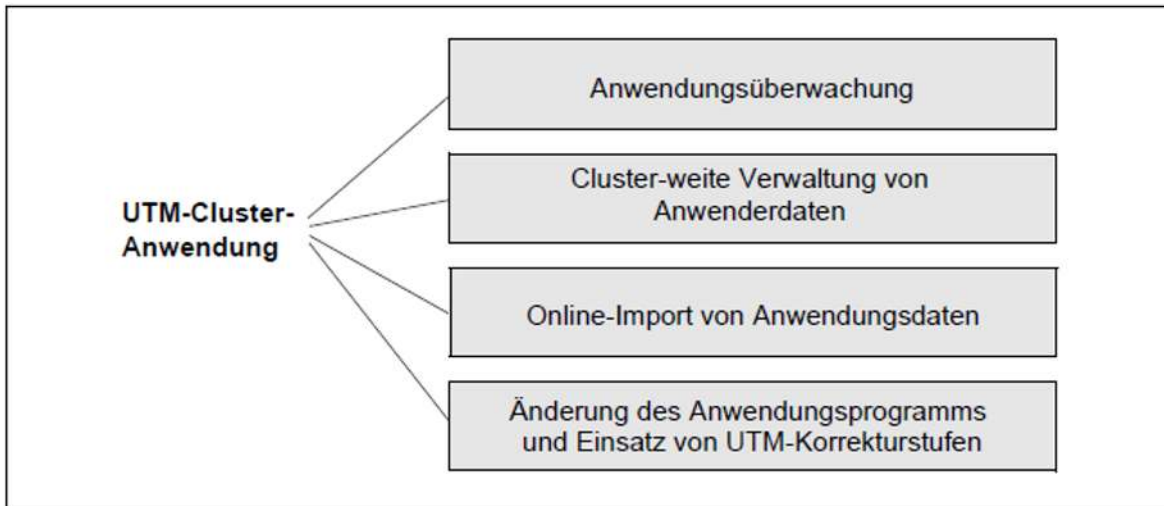 UTM-Cluster-
Anwendung
Anwendungsüberwachung
Cluster-weite Verwaltung von
Anwenderdaten
Online-Import von Anwendungsdaten
Änderung des Anwendungsprogramms
und Einsatz von UTM-Korrekturstufen